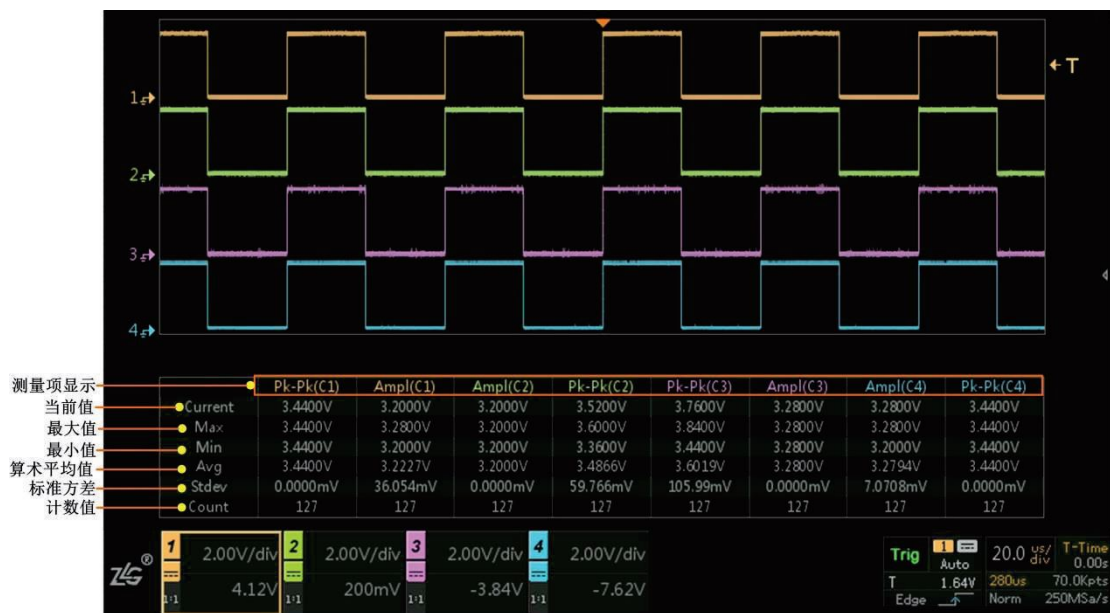 T
1
2
3
4
测量项显示 Pk-Pk(C1) Ampl(C1) Ampl(C2) Pk-Pk(C2) Pk-Pk(C3) Ampl(C3) Ampl(C4) Pk-Pk(C4)
当前值 Current 3.4400V 3.2000V 3.2000V 3.5200V 3.7600V 3.2800V 3.2800V 3.4400V
最大值 Max 3.4400V 3.2800V 3.2000V 3.6000V 3.8400V 3.2800V 3.2800V 3.4400V
最小值 Min 3.4400V 3.2000V 3.2000V 3.3600V 3.4400V 3.2800V 3.2000V 3.4400V
算术平均值 Avg 3.4400V 3.2227V 3.2000V 3.4866V 3.6019V 3.2800V 3.2794V 3.4400V
标准方差 Stdev 0.0000mV 36.054mV 0.0000mV 59.766mV 105.99mV 0.0000mV 7.0708mV 0.0000mV
计数值 Count 127 127 127 127 127 127 127 127
ZLG®
1 2.00V/div 2 2.00V/div 3 2.00V/div 4 2.00V/div
1:1 4.12V 1:1 200mV 1:1 -3.84V 1:1 -7.62V
Trig 1 Auto 20.0 us/div T-Time 0.00s
T 1.64V 280us 70.0Kpts
Edge Norm 250MSa/s